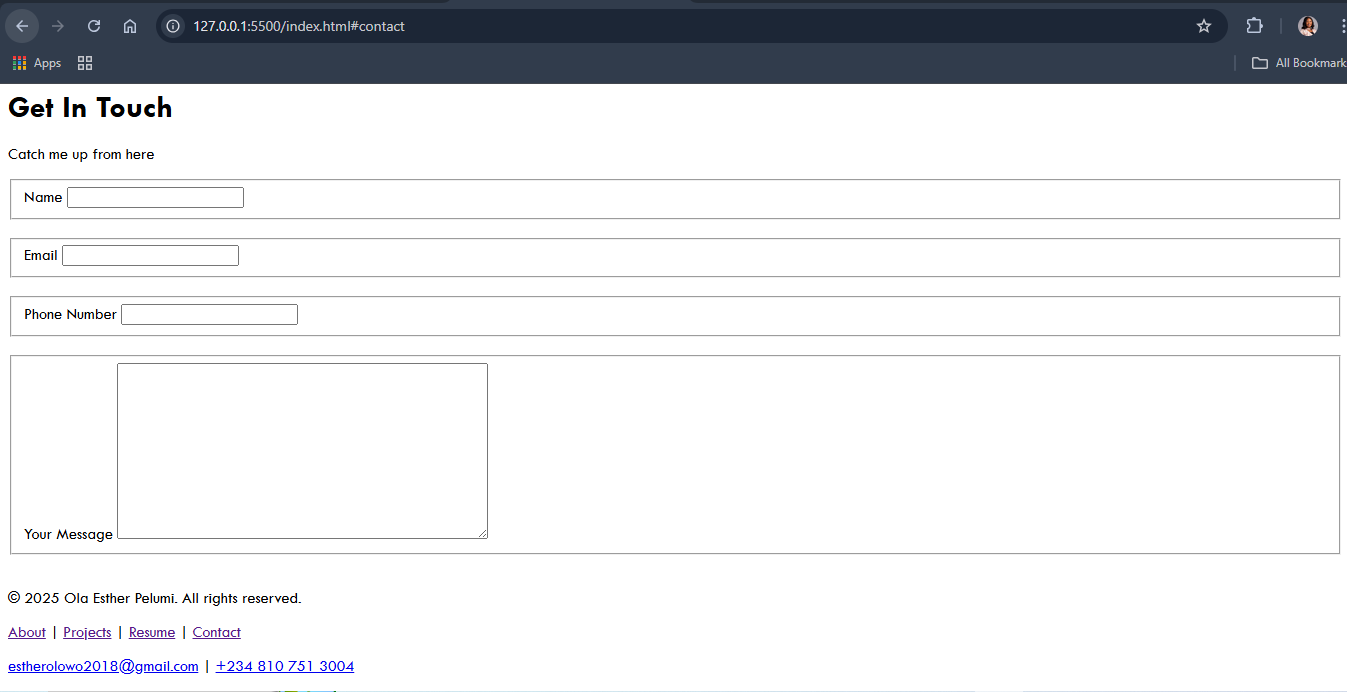 127.0.0.1:5500/index.html#contact
Apps
All Bookmark
Get In Touch
Catch me up from here
Name
Email
Phone Number
Your Message
© 2025 Ola Esther Pelumi. All rights reserved.
About | Projects | Resume | Contact
estherolowo2018@gmail.com | +234 810 751 3004